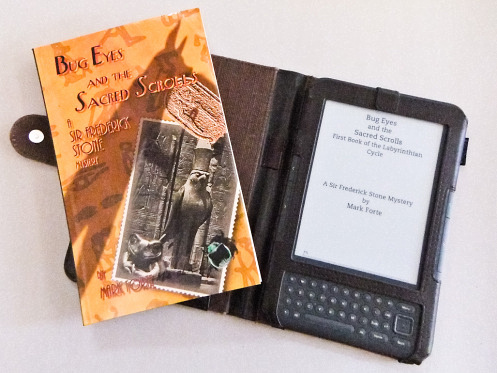 Bug Eyes
and the
Sacred Scrolls
A
Sir Frederick
Stone
Mystery
By
Mark Forte
Bug Eyes
and the
Sacred Scrolls
First Book of the Labyrinthian
Cycle
A Sir Frederick Stone Mystery
by
Mark Forte